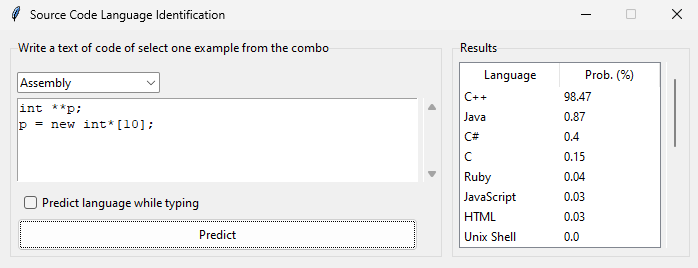 Source Code Language Identification
Write a text of code of select one example from the combo
Assembly
int **p;
p = new int*[10];
Predict language while typing
Predict
Results
Language Prob. (%)
C++ 98.47
Java 0.87
C# 0.4
C 0.15
Ruby 0.04
JavaScript 0.03
HTML 0.03
Unix Shell 0.0